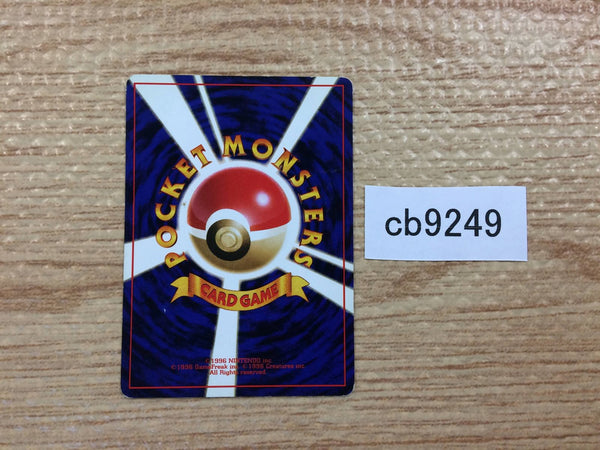 POCKET MONSTERS
CARD GAME
©1996 NINTENDO inc.
©1996 Gamefreak inc. ©1996 Creatures inc.
All Rights reserved.
cb9249